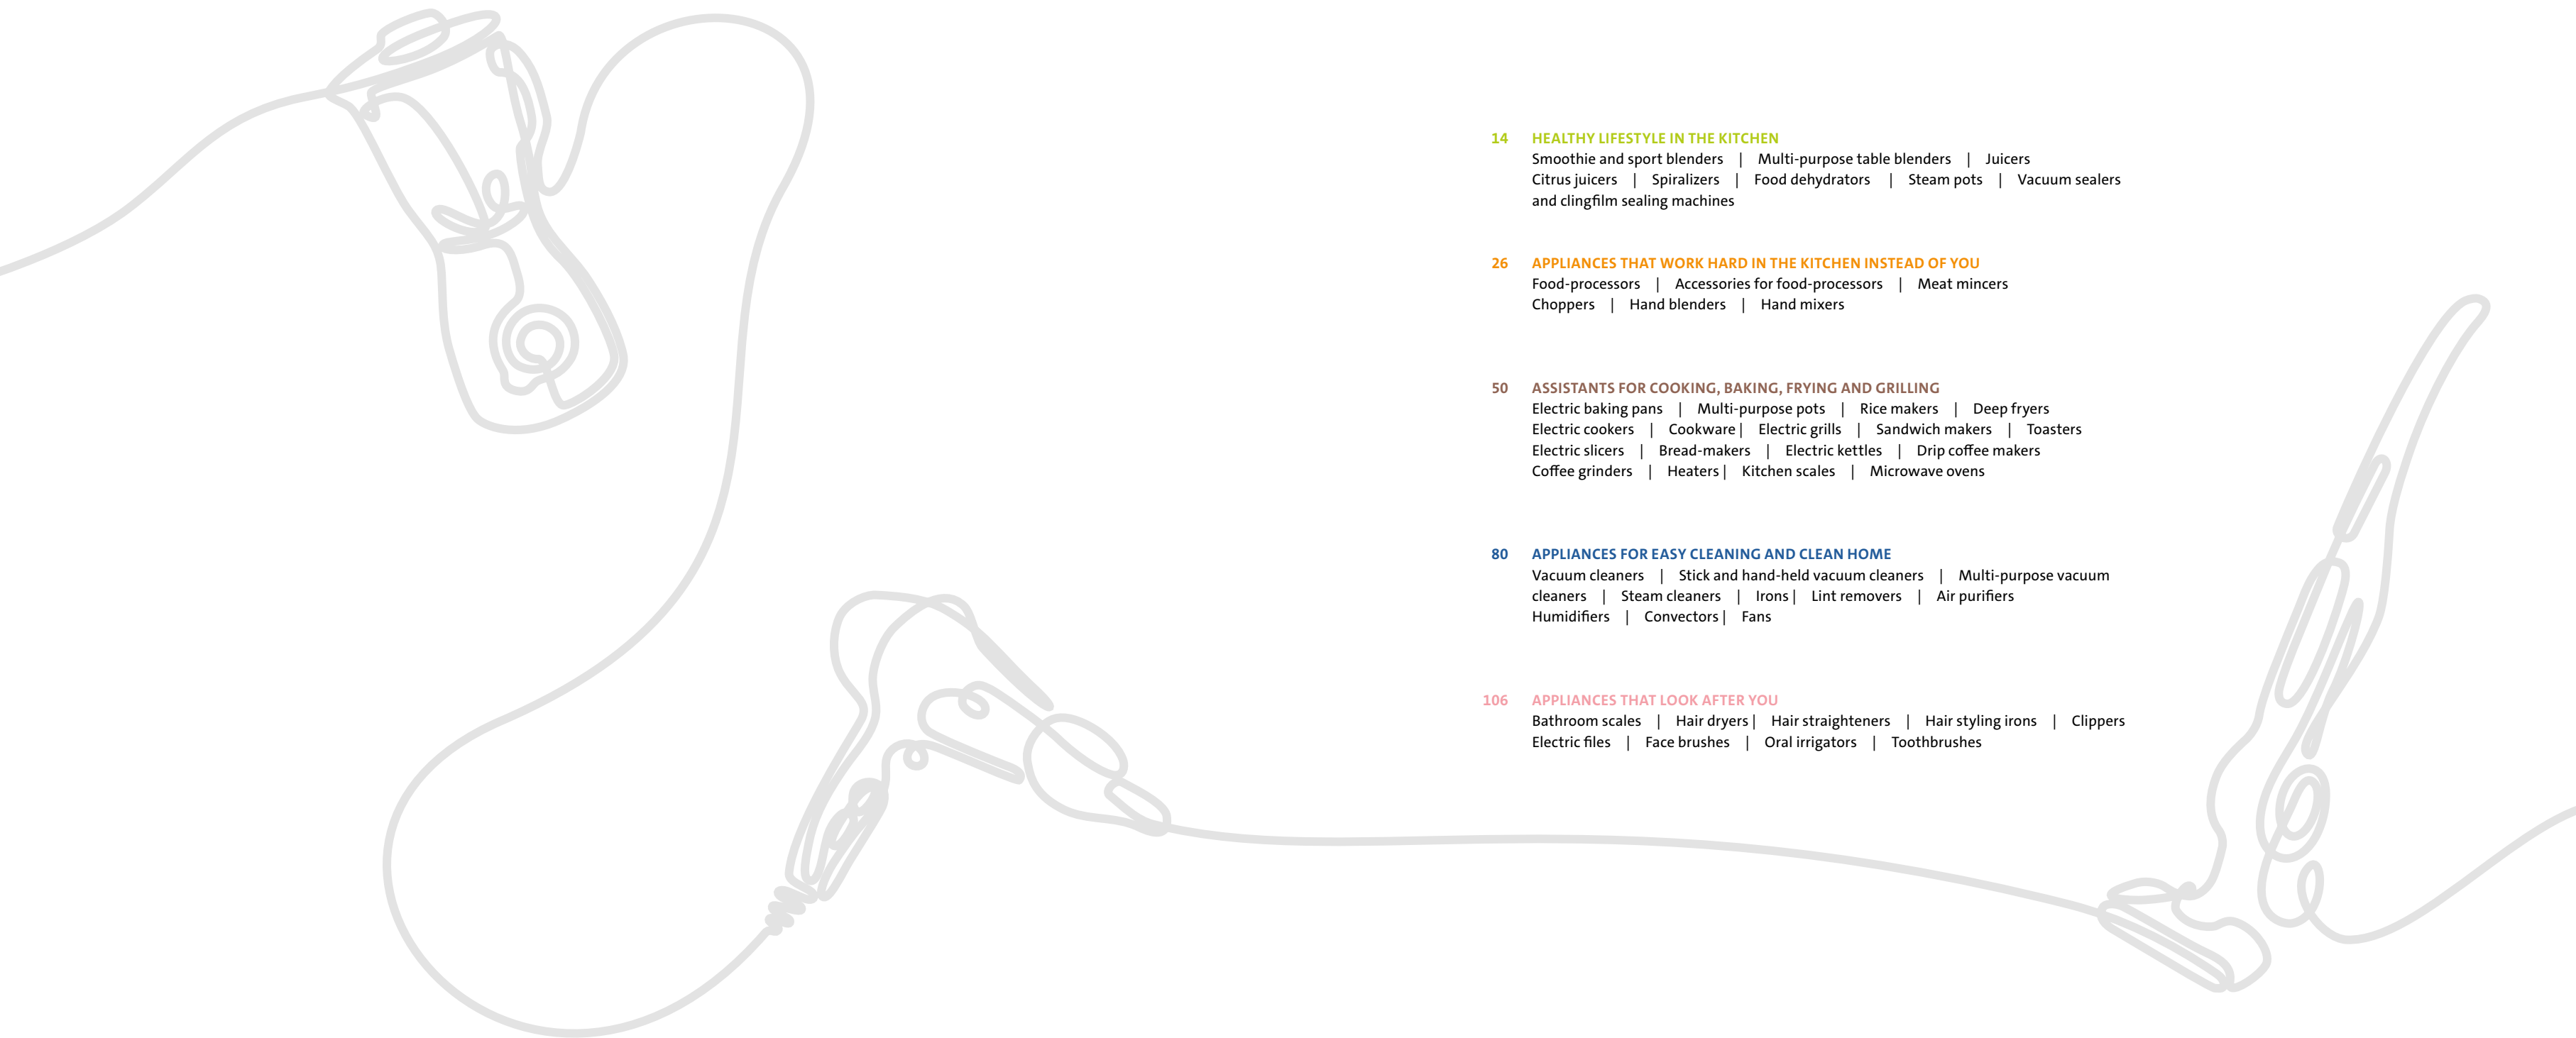 14 HEALTHY LIFESTYLE IN THE KITCHEN
Smoothie and sport blenders | Multi-purpose table blenders | Juicers
Citrus juicers | Spiralizers | Food dehydrators | Steam pots | Vacuum sealers
and clingfilm sealing machines
26 APPLIANCES THAT WORK HARD IN THE KITCHEN INSTEAD OF YOU
Food-processors | Accessories for food-processors | Meat mincers
Choppers | Hand blenders | Hand mixers
50 ASSISTANTS FOR COOKING, BAKING, FRYING AND GRILLING
Electric baking pans | Multi-purpose pots | Rice makers | Deep fryers
Electric cookers | Cookware | Electric grills | Sandwich makers | Toasters
Electric slicers | Bread-makers | Electric kettles | Drip coffee makers
Coffee grinders | Heaters | Kitchen scales | Microwave ovens
80 APPLIANCES FOR EASY CLEANING AND CLEAN HOME
Vacuum cleaners | Stick and hand-held vacuum cleaners | Multi-purpose vacuum
cleaners | Steam cleaners | Irons | Lint removers | Air purifiers
Humidifiers | Convectors | Fans
106 APPLIANCES THAT LOOK AFTER YOU
Bathroom scales | Hair dryers | Hair straighteners | Hair styling irons | Clippers
Electric files | Face brushes | Oral irrigators | Toothbrushes